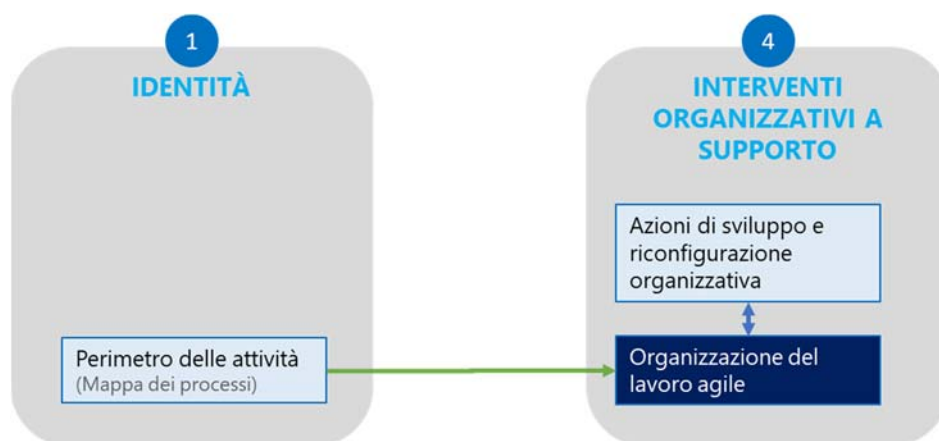 1
IDENTITÀ
Perimetro delle attività
(Mappa dei processi)
4
INTERVENTI
ORGANIZZATIVI A
SUPPORTO
Azioni di sviluppo e
riconfigurazione
organizzativa
Organizzazione del
lavoro agile